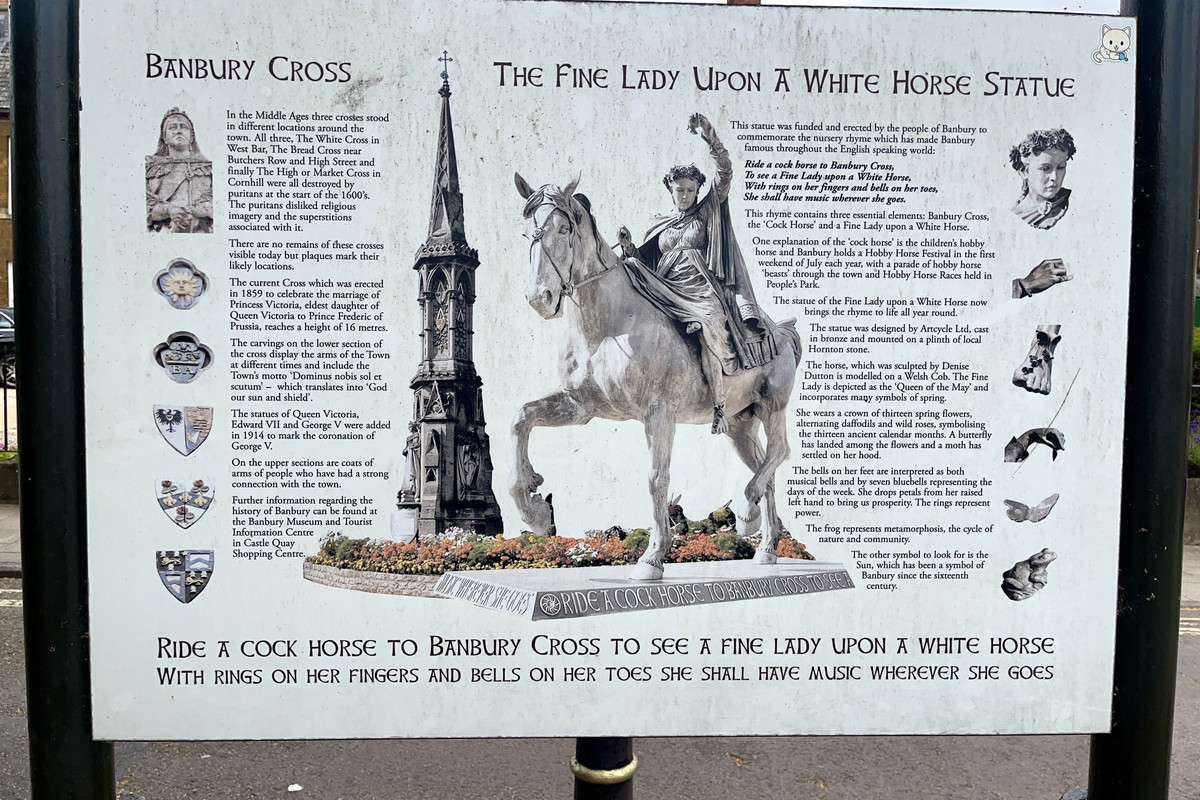 BANBURY CROSS
In the Middle Ages three crosses stood
in different locations around the
town. All three, The White Cross in
West Bar, The Bread Cross near
Butchers Row and High Street and
finally The High or Market Cross in
Cornhill were all destroyed by
puritans at the start of the 1600's.
The puritans disliked religious
imagery and the superstitions
associated with it.
There are no remains of these crosses
visible today but plaques mark their
likely locations.
The current Cross which was erected
in 1859 to celebrate the marriage of
Princess Victoria, eldest daughter of
Queen Victoria to Prince Frederic of
Prussia, reaches a height of 16 metres.
The carvings on the lower section of
the cross display the arms of the Town
at different times and include the
Town's motto 'Dominus nobis sol et
scutum' – which translates into 'God
our sun and shield'.
The statues of Queen Victoria,
Edward VII and George V were added
in 1914 to mark the coronation of
George V.
On the upper sections are coats of
arms of people who have had a strong
connection with the town.
Further information regarding the
history of Banbury can be found at
the Banbury Museum and Tourist
Information Centre
in Castle Quay
Shopping Centre.
BA
THE FINE LADY UPON A WHITE HORSE STATUE
This statue was funded and erected by the people of Banbury to
commemorate the nursery rhyme which has made Banbury
famous throughout the English speaking world:
Ride a cock horse to Banbury Cross,
To see a Fine Lady upon a White Horse,
With rings on her fingers and bells on her toes,
She shall have music wherever she goes.
This rhyme contains three essential elements: Banbury Cross,
the 'Cock Horse' and a Fine Lady upon a White Horse.
One explanation of the 'cock horse' is the children's hobby
horse and Banbury holds a Hobby Horse Festival in the first
weekend of July each year, with a parade of hobby horse
'beasts' through the town and Hobby Horse Races held in
People's Park.
The statue of the Fine Lady upon a White Horse now
brings the rhyme to life all year round.
The statue was designed by Artcycle Ltd, cast
in bronze and mounted on a plinth of local
Hornton stone.
The horse, which was sculpted by Denise
Dutton is modelled on a Welsh Cob. The Fine
Lady is depicted as the 'Queen of the May' and
incorporates many symbols of spring.
She wears a crown of thirteen spring flowers,
alternating daffodils and wild roses, symbolising
the thirteen ancient calendar months. A butterfly
has landed among the flowers and a moth has
settled on her hood.
The bells on her feet are interpreted as both
musical bells and by seven bluebells representing the
days of the week. She drops petals from her raised
left hand to bring us prosperity. The rings represent
power.
The frog represents metamorphosis, the cycle of
nature and community.
The other symbol to look for is the
Sun, which has been a symbol of
Banbury since the sixteenth
century.
WHEREVER SHE GOES
RIDE A COCK HORSE TO BANBURY CROSS TO SEE
RIDE A COCK HORSE TO BANBURY CROSS TO SEE A FINE LADY UPON A WHITE HORSE
WITH RINGS ON HER FINGERS AND BELLS ON HER TOES SHE SHALL HAVE MUSIC WHEREVER SHE GOES